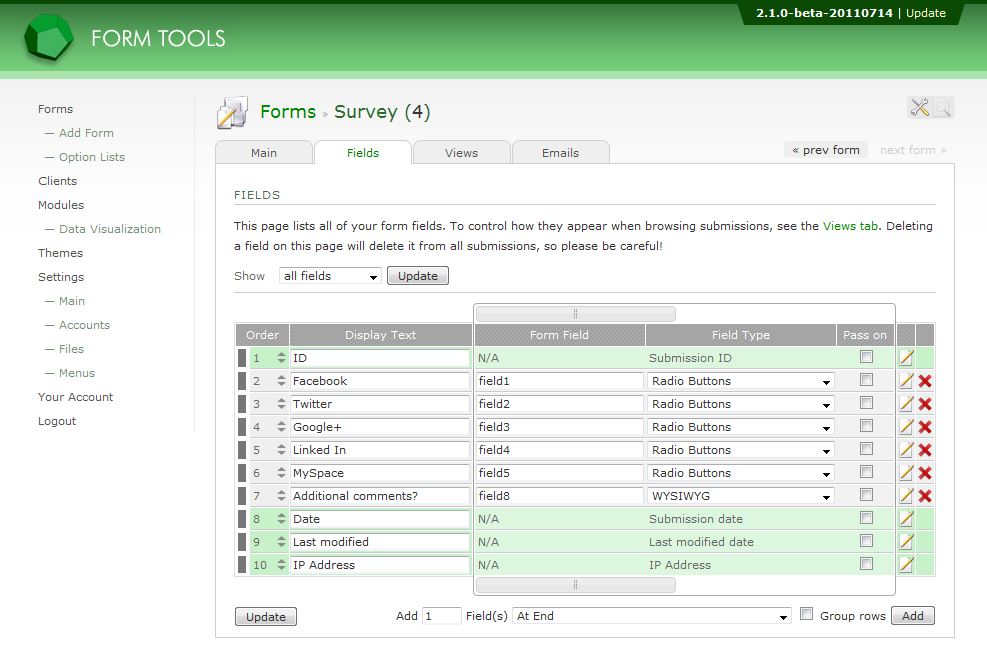 2.1.0-beta-20110714 | Update
FORM TOOLS
Forms
— Add Form
— Option Lists
Clients
Modules
— Data Visualization
Themes
Settings
— Main
— Accounts
— Files
— Menus
Your Account
Logout
Forms » Survey (4)
Main Fields Views Emails
« prev form next form »
FIELDS
This page lists all of your form fields. To control how they appear when browsing submissions, see the Views tab. Deleting
a field on this page will delete it from all submissions, so please be careful!
Show all fields Update
Order Display Text Form Field Field Type Pass on
1 ID N/A Submission ID
2 Facebook field1 Radio Buttons
3 Twitter field2 Radio Buttons
4 Google+ field3 Radio Buttons
5 Linked In field4 Radio Buttons
6 MySpace field5 Radio Buttons
7 Additional comments? field8 WYSIWYG
8 Date N/A Submission date
9 Last modified N/A Last modified date
10 IP Address N/A IP Address
Update Add 1 Field(s) At End Group rows Add